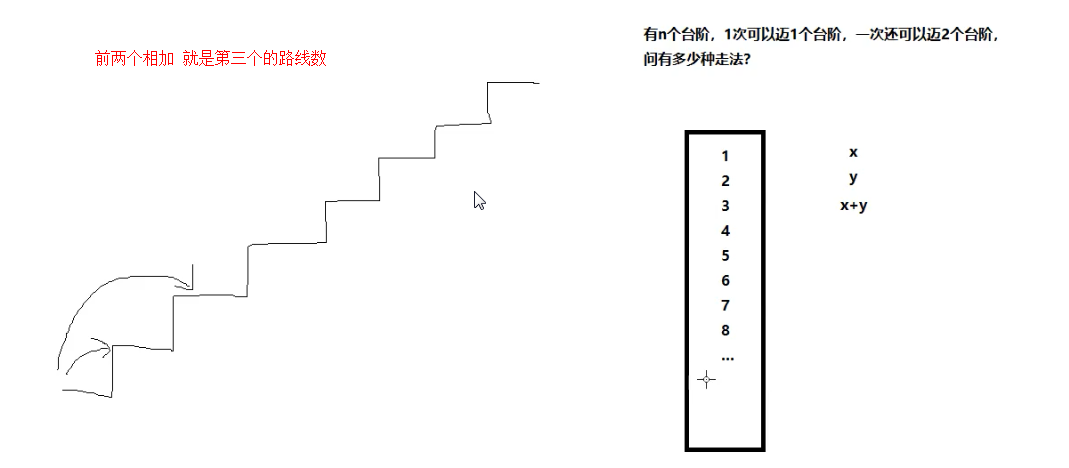 前两个相加 就是第三个的路线数
有n个台阶，1次可以迈1个台阶，一次还可以迈2个台阶，
问有多少种走法？
1
2
3
4
5
6
7
8
...
x
y
x+y